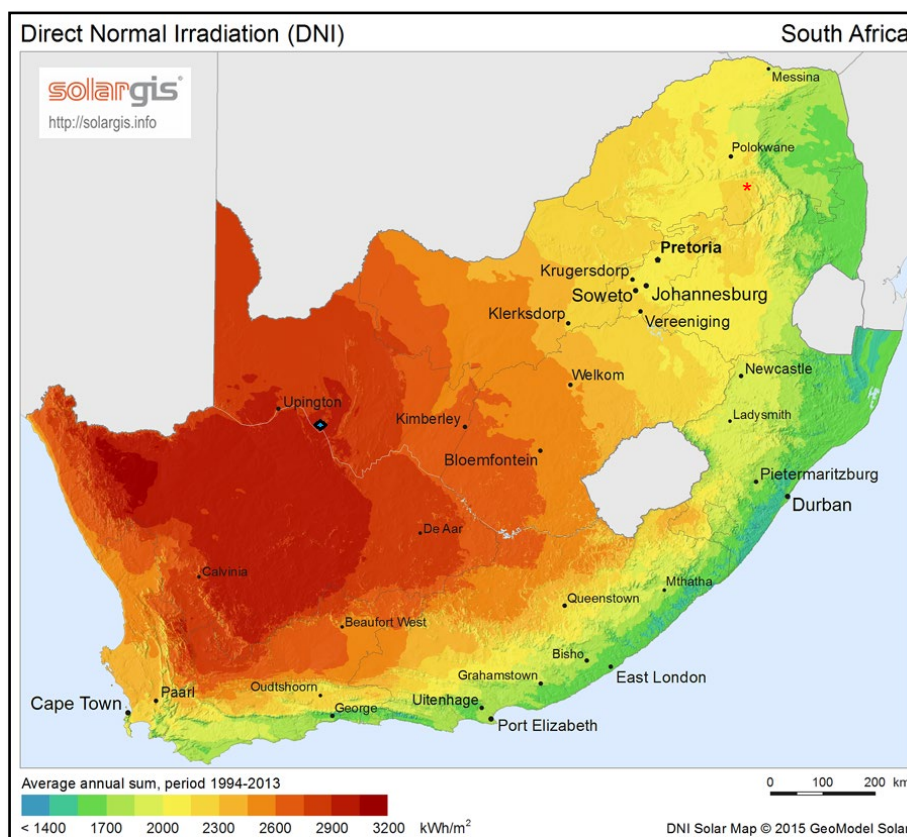 Direct Normal Irradiation (DNI)
South Africa
solargis
http://solargis.info
Messina
Polokwane
*
Pretoria
Krugersdorp
Soweto
Johannesburg
Klerksdorp
Vereeniging
Welkom
Newcastle
Upington
Kimberley
Ladysmith
Bloemfontein
Pietermaritzburg
Durban
De Aar
Calvinia
Mthatha
Queenstown
Beaufort West
Bisho
East London
Grahamstown
Oudtshoorn
Paarl
Uitenhage
Cape Town
George
Port Elizabeth
Average annual sum, period 1994-2013
0 100 200 km
< 1400 1700 2000 2300 2600 2900 3200 kWh/m²
DNI Solar Map © 2015 GeoModel Solar